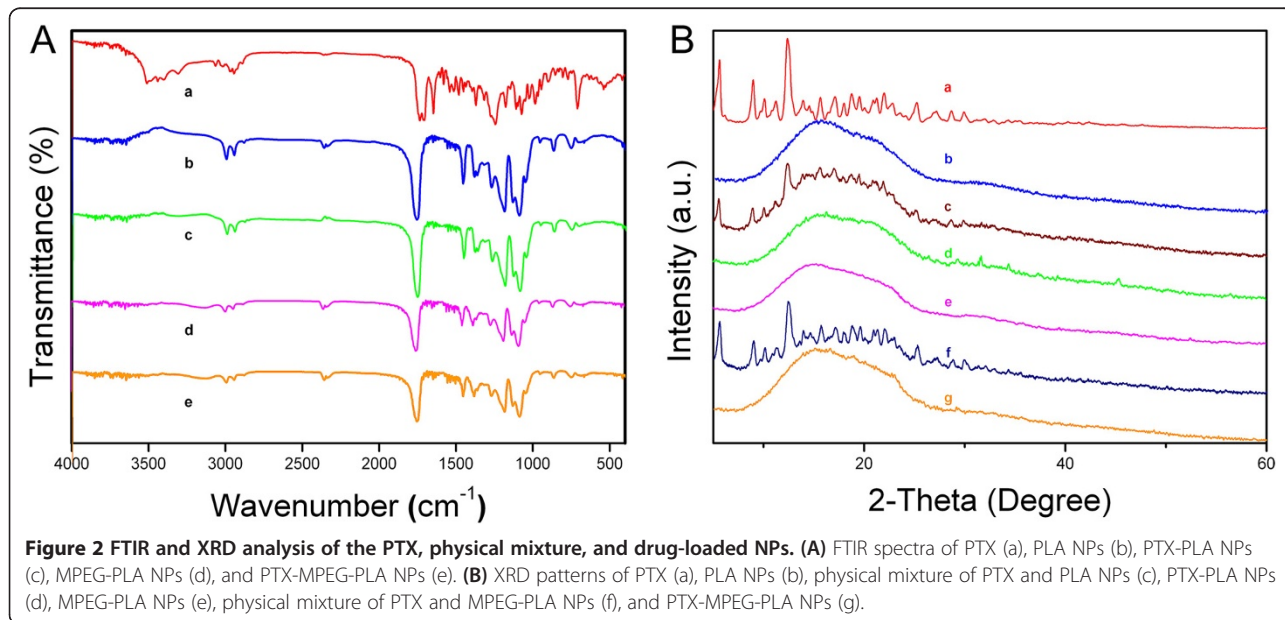 A
a
b
c
d
e
Transmittance (%)
4000 3500 3000 2500 2000 1500 1000 500
Wavenumber (cm⁻¹)
B
a
b
c
d
e
f
g
Intensity (a.u.)
20 40 60
2-Theta (Degree)
Figure 2 FTIR and XRD analysis of the PTX, physical mixture, and drug-loaded NPs. (A) FTIR spectra of PTX (a), PLA NPs (b), PTX-PLA NPs
(c), MPEG-PLA NPs (d), and PTX-MPEG-PLA NPs (e). (B) XRD patterns of PTX (a), PLA NPs (b), physical mixture of PTX and PLA NPs (c), PTX-PLA NPs
(d), MPEG-PLA NPs (e), physical mixture of PTX and MPEG-PLA NPs (f), and PTX-MPEG-PLA NPs (g).